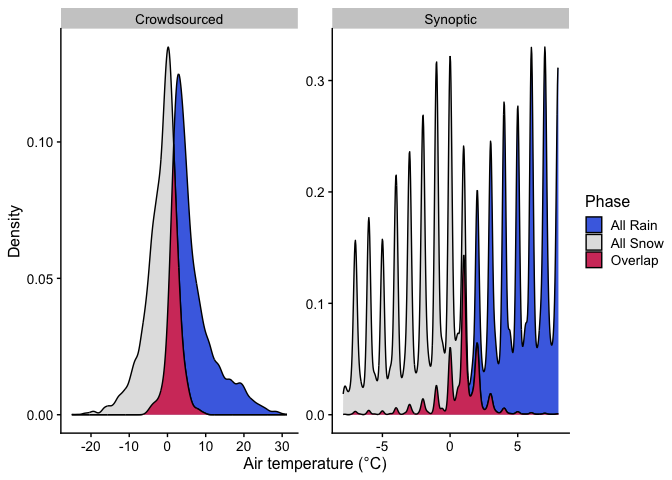 Crowdsourced
Synoptic
Density
0.10
0.05
0.00
0.3
0.2
0.1
0.0
-20 -10 0 10 20 30
-5 0 5
Air temperature (°C)
Phase
All Rain
All Snow
Overlap